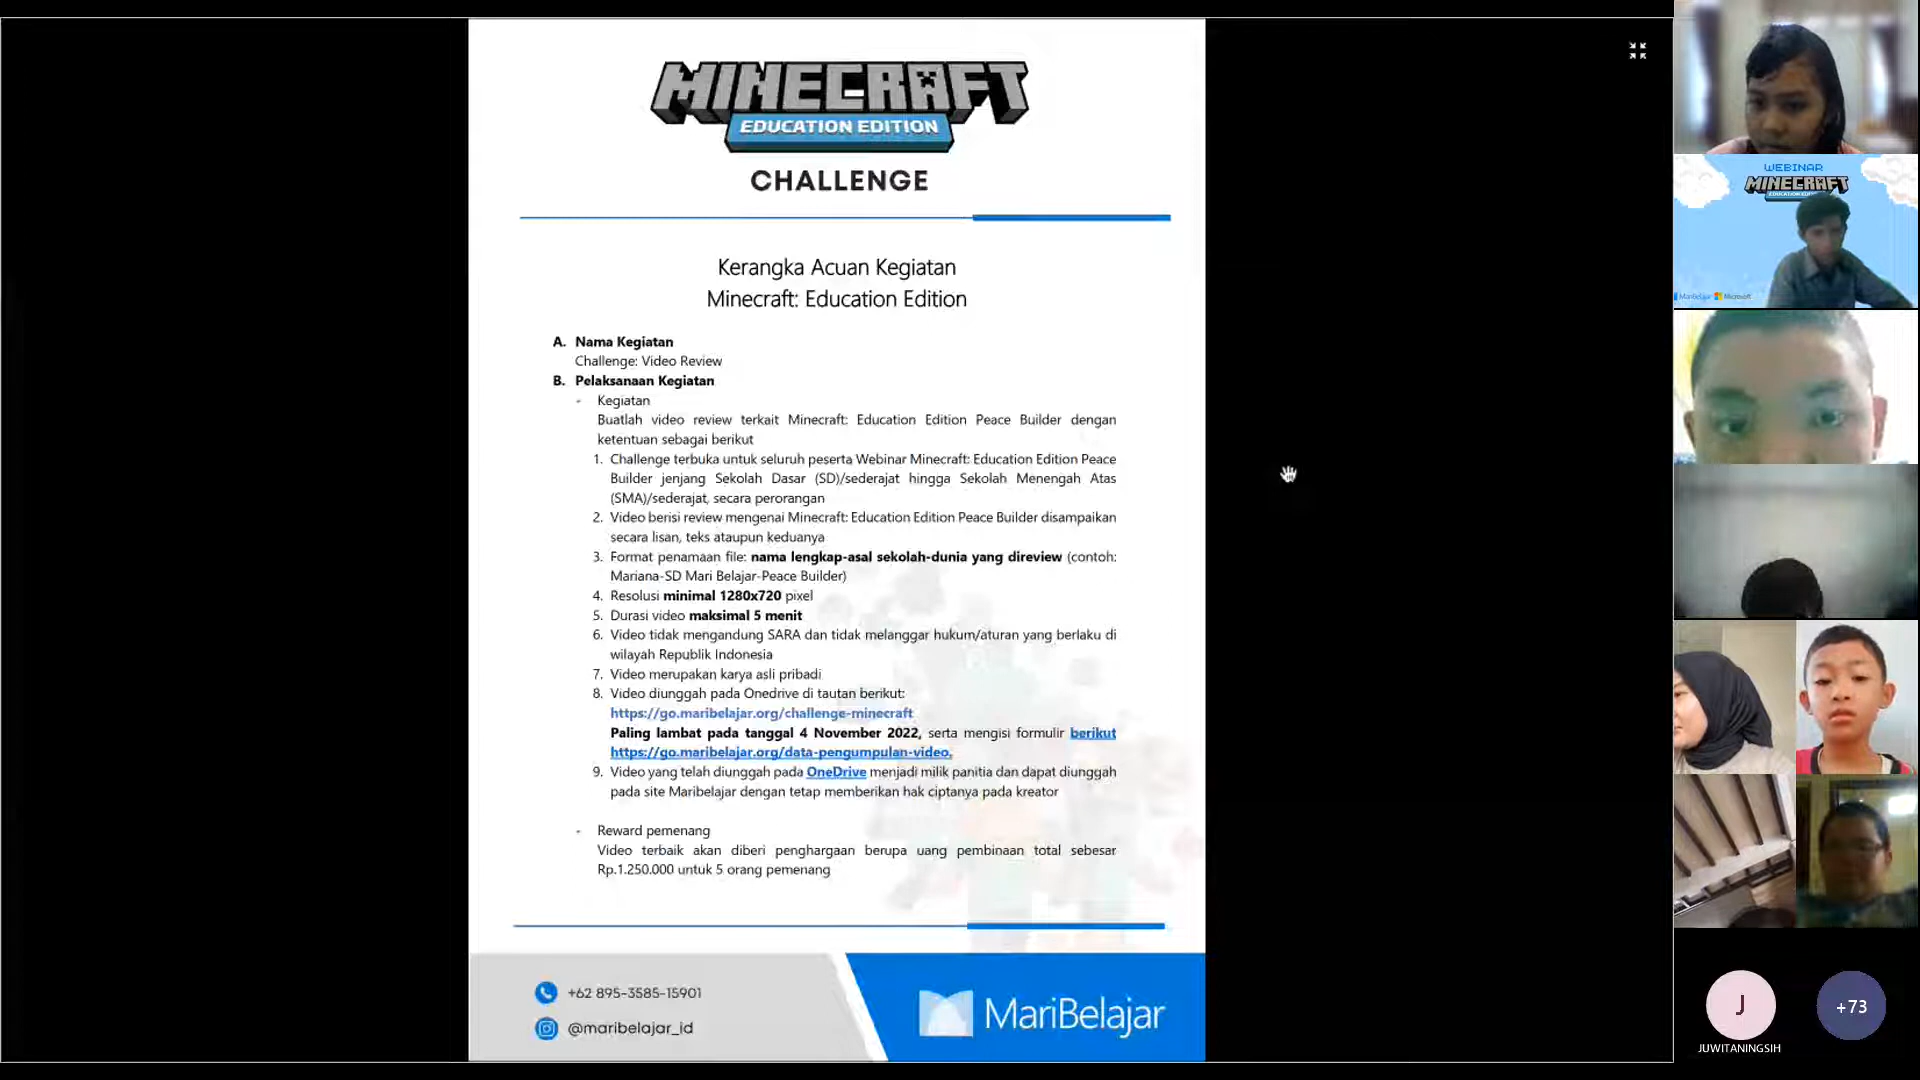 MINECRAFT
EDUCATION EDITION
CHALLENGE
Kerangka Acuan Kegiatan
Minecraft: Education Edition
A. Nama Kegiatan
Challenge: Video Review
B. Pelaksanaan Kegiatan
- Kegiatan
Buatlah video review terkait Minecraft: Education Edition Peace Builder dengan
ketentuan sebagai berikut
1. Challenge terbuka untuk seluruh peserta Webinar Minecraft: Education Edition Peace
Builder jenjang Sekolah Dasar (SD)/sederajat hingga Sekolah Menengah Atas
(SMA)/sederajat, secara perorangan
2. Video berisi review mengenai Minecraft: Education Edition Peace Builder disampaikan
secara lisan, teks ataupun keduanya
3. Format penamaan file: nama lengkap-asal sekolah-dunia yang direview (contoh:
Mariana-SD Mari Belajar-Peace Builder)
4. Resolusi minimal 1280x720 pixel
5. Durasi video maksimal 5 menit
6. Video tidak mengandung SARA dan tidak melanggar hukum/aturan yang berlaku di
wilayah Republik Indonesia
7. Video merupakan karya asli pribadi
8. Video diunggah pada Onedrive di tautan berikut:
https://go.maribelajar.org/challenge-minecraft
Paling lambat pada tanggal 4 November 2022, serta mengisi formulir berikut
https://go.maribelajar.org/data-pengumpulan-video.
9. Video yang telah diunggah pada OneDrive menjadi milik panitia dan dapat diunggah
pada site Maribelajar dengan tetap memberikan hak ciptanya pada kreator
- Reward pemenang
Video terbaik akan diberi penghargaan berupa uang pembinaan total sebesar
Rp.1.250.000 untuk 5 orang pemenang
+62 895-3585-15901
@maribelajar_id
MariBelajar
WEBINAR
MINECRAFT
MariBelajar Microsoft
J
JUWITANINGSIH
+73